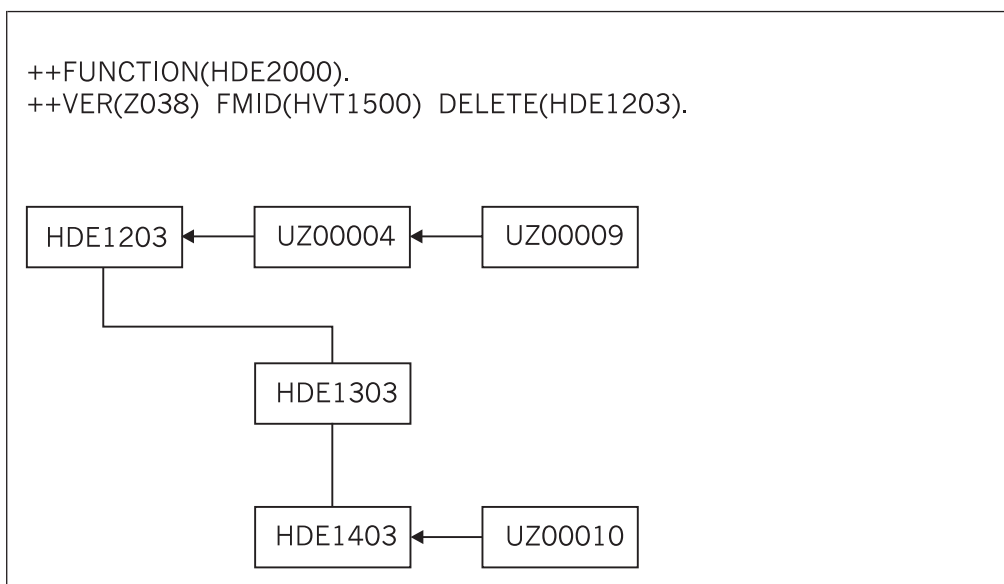 ++FUNCTION(HDE2000).
++VER(Z038) FMID(HVT1500) DELETE(HDE1203).
HDE1203 UZ00004 UZ00009
HDE1303
HDE1403 UZ00010